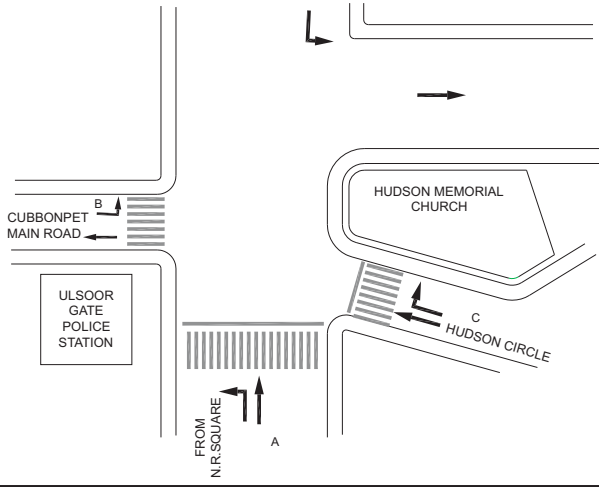 HUDSON MEMORIAL
CHURCH
B
CUBBONPET
MAIN ROAD
ULSOOR
GATE
POLICE
STATION
C
HUDSON CIRCLE
FROM
N.R.SQUARE
A